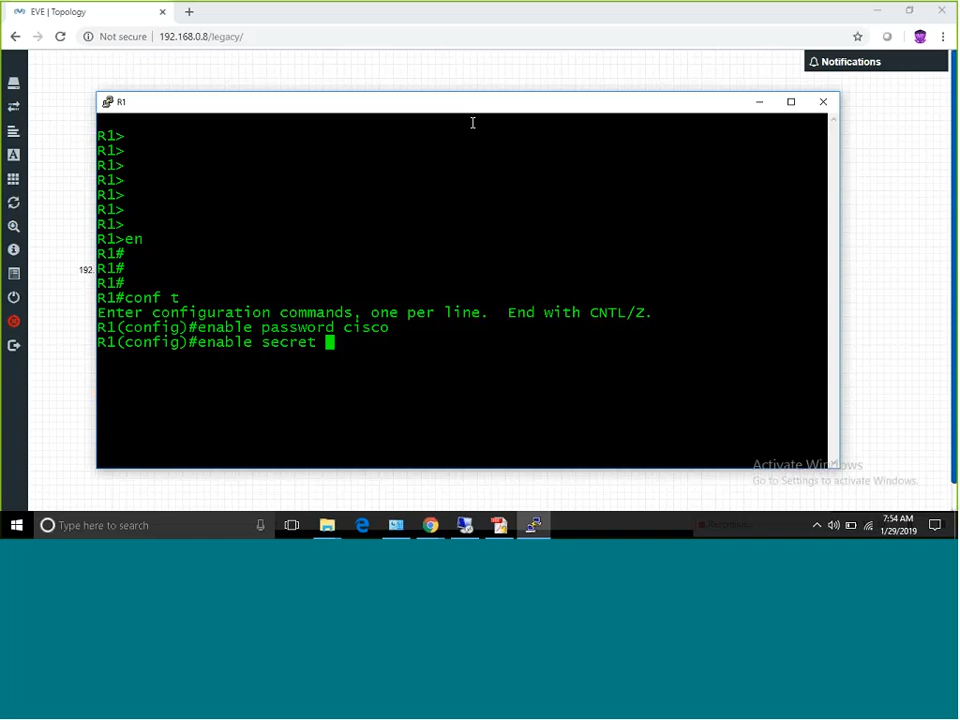 EVE | Topology
Not secure | 192.168.0.8/legacy/
Notifications
R1
R1>
R1>
R1>
R1>
R1>
R1>
R1>
R1>en
R1#
192.
R1#
R1#
R1#conf t
Enter configuration commands, one per line.  End with CNTL/Z.
R1(config)#enable password cisco
R1(config)#enable secret
Activate Windows
Go to Settings to activate Windows.
Type here to search
Recording...
7:54 AM
1/29/2019